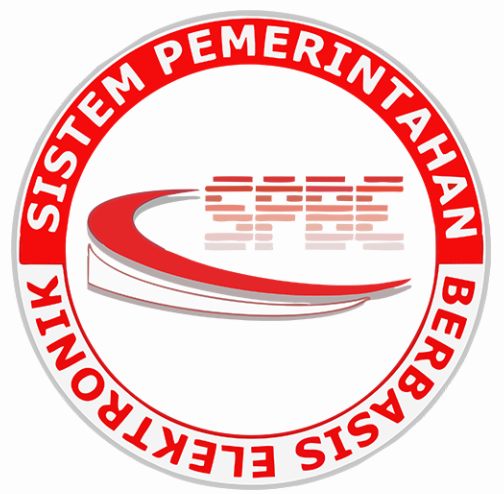 SISTEM PEMERINTAHAN
BERBASIS ELEKTRONIK
SPBE